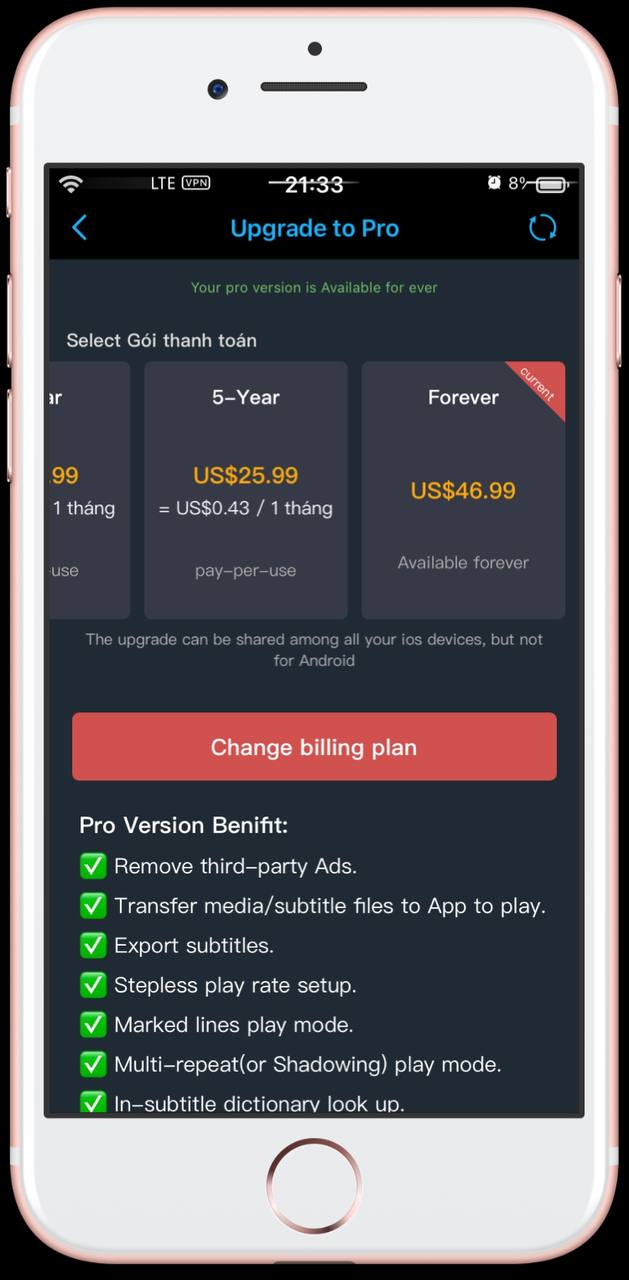 LTE VPN 21:33 8%
Upgrade to Pro
Your pro version is Available for ever
Select Gói thanh toán
ar
.99
1 tháng
use
5-Year
US$25.99
= US$0.43 / 1 tháng
pay-per-use
current
Forever
US$46.99
Available forever
The upgrade can be shared among all your ios devices, but not
for Android
Change billing plan
Pro Version Benifit:
Remove third-party Ads.
Transfer media/subtitle files to App to play.
Export subtitles.
Stepless play rate setup.
Marked lines play mode.
Multi-repeat(or Shadowing) play mode.
In-subtitle dictionary look up.